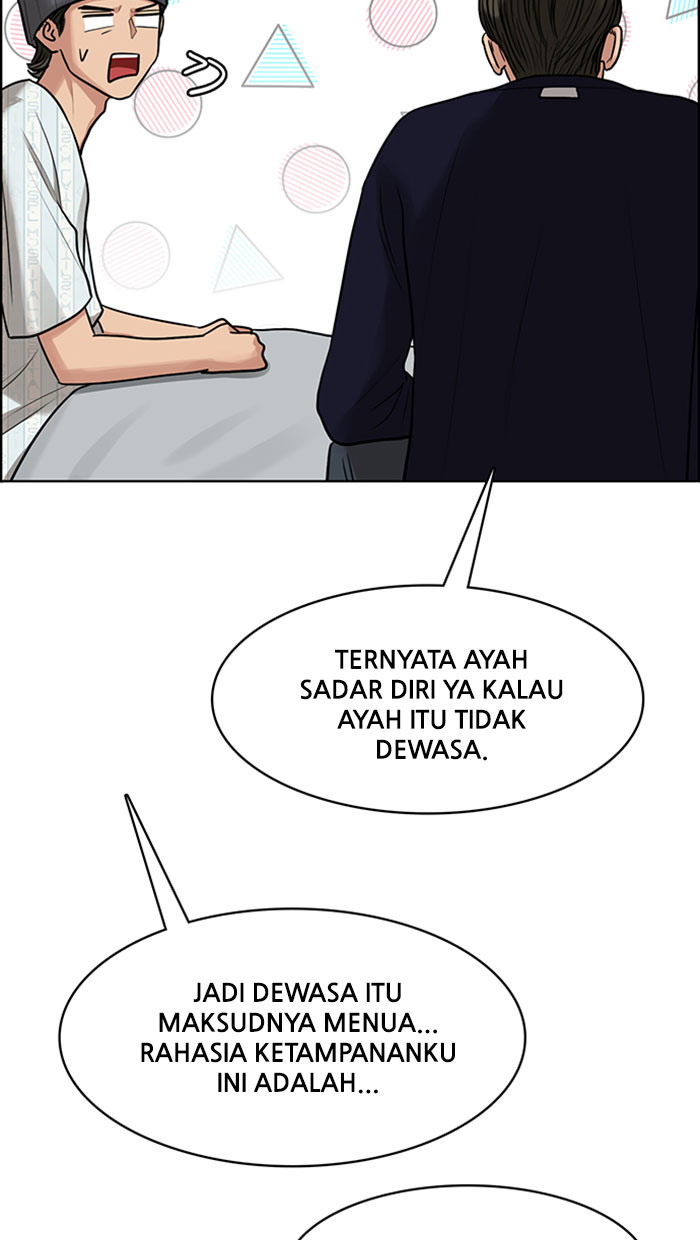 TERNYATA AYAH
SADAR DIRI YA KALAU
AYAH ITU TIDAK
DEWASA.
JADI DEWASA ITU
MAKSUDNYA MENUA...
RAHASIA KETAMPANANKU
INI ADALAH...